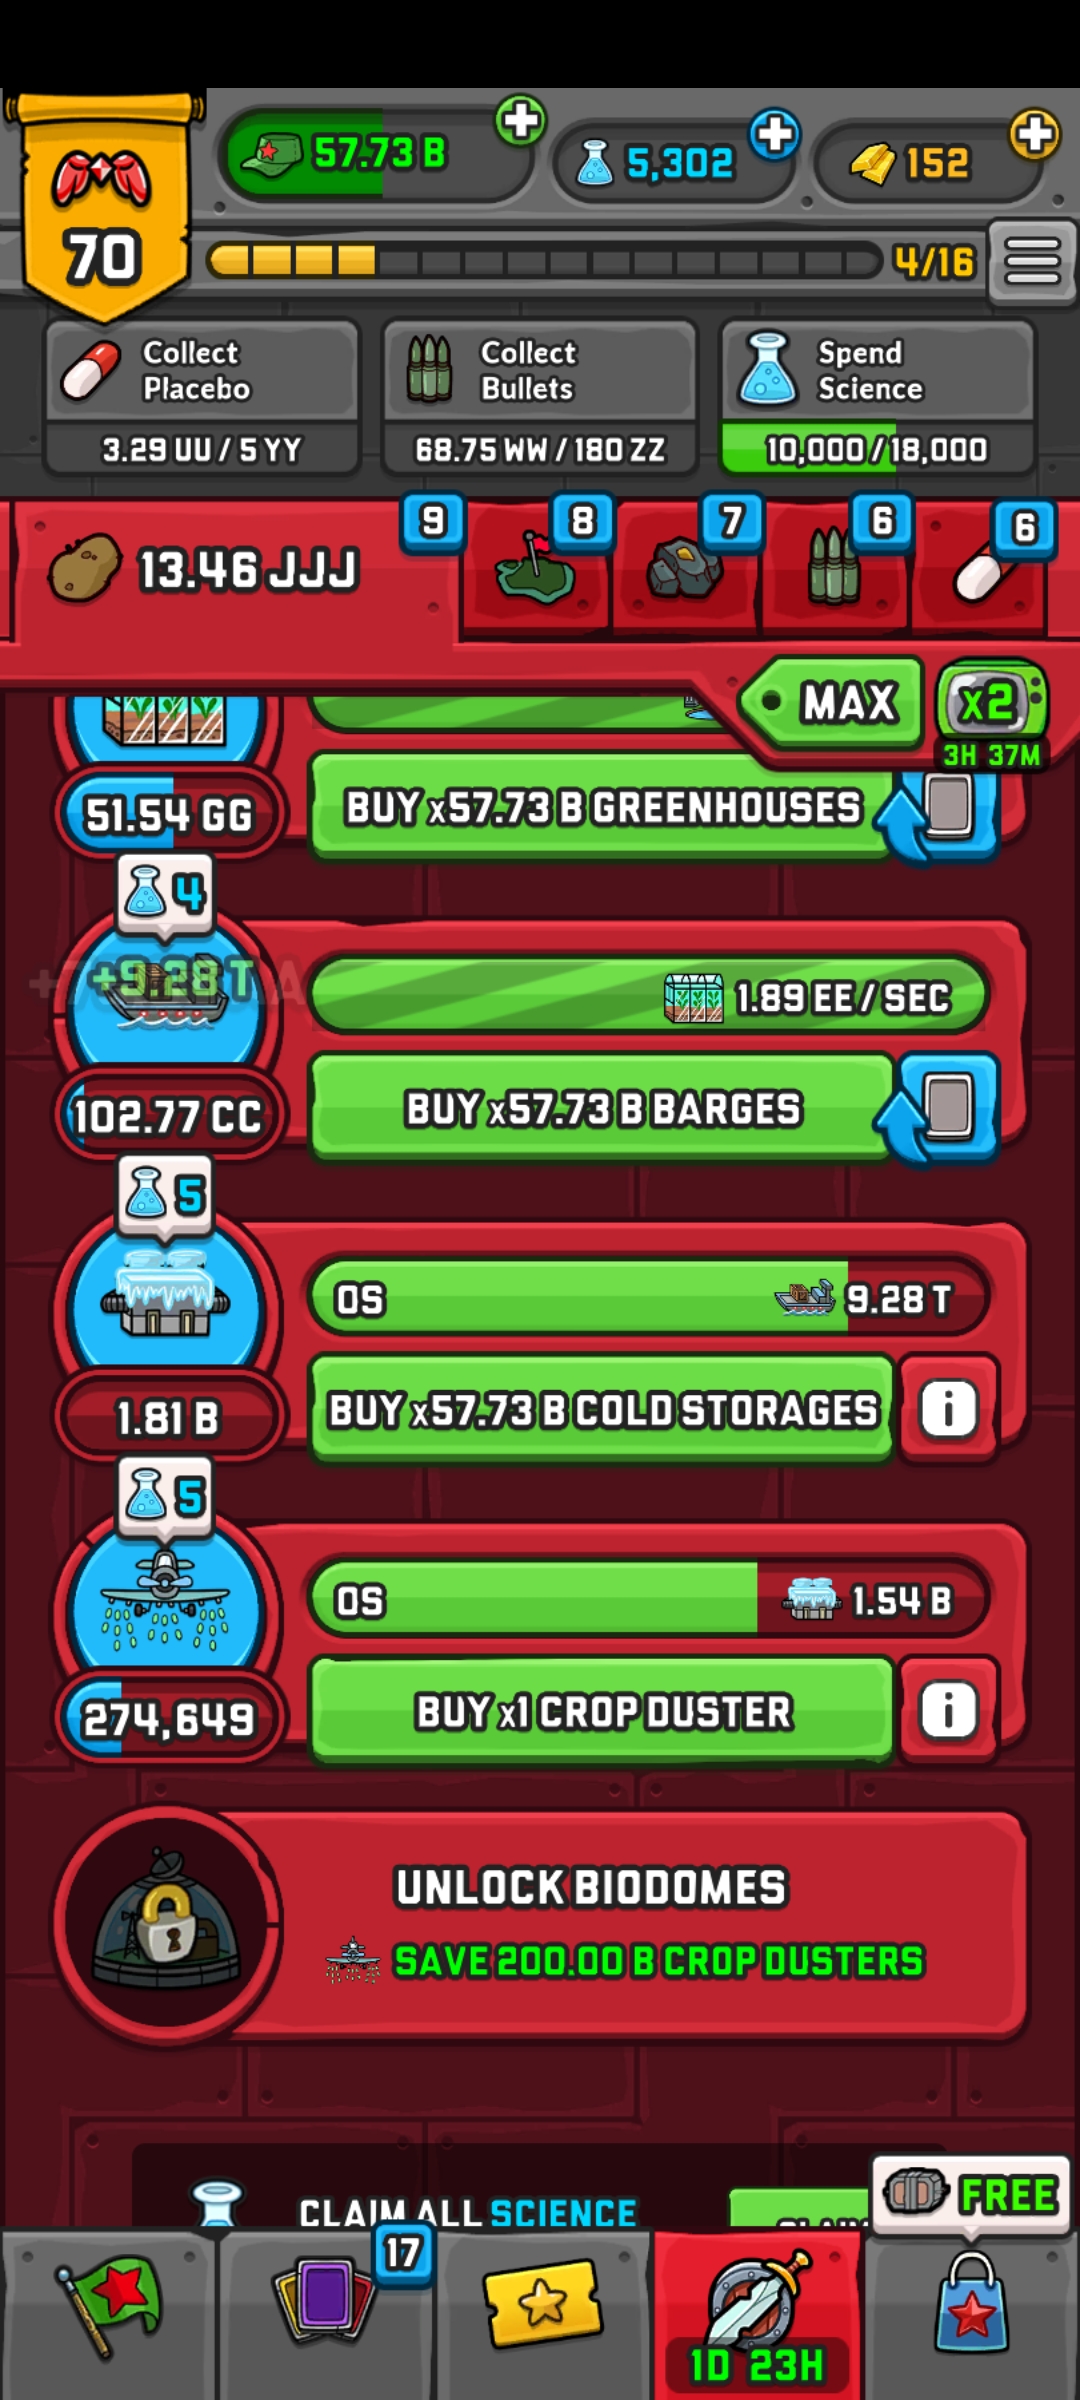 57.73 B
5,302
152
70
4/16
Collect
Placebo
3.29 UU / 5 YY
Collect
Bullets
68.75 WW / 180 ZZ
Spend
Science
10,000 / 18,000
13.46 JJJ
9
8
7
6
6
MAX
x2
3H 37M
51.54 GG
BUY x57.73 B GREENHOUSES
4
+9.28 T
1.89 EE / SEC
102.77 CC
BUY x57.73 B BARGES
5
0S
9.28 T
1.81 B
BUY x57.73 B COLD STORAGES
i
5
0S
1.54 B
274,649
BUY x1 CROP DUSTER
i
UNLOCK BIODOMES
SAVE 200.00 B CROP DUSTERS
CLAIM ALL SCIENCE
FREE
17
1D 23H